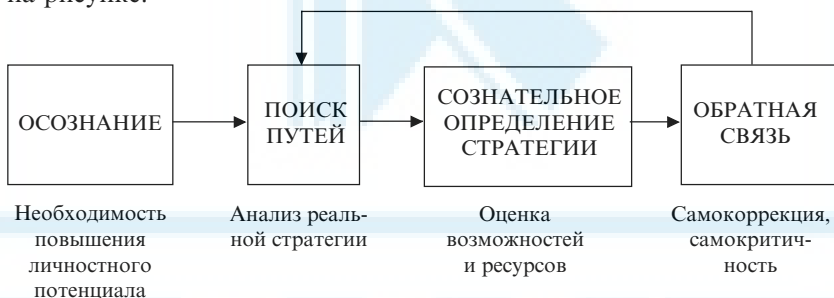 на рисунке.
ОСОЗНАНИЕ
ПОИСК
ПУТЕЙ
СОЗНАТЕЛЬНОЕ
ОПРЕДЕЛЕНИЕ
СТРАТЕГИИ
ОБРАТНАЯ
СВЯЗЬ
Необходимость
повышения
личностного
потенциала
Анализ реаль-
ной стратегии
Оценка
возможностей
и ресурсов
Самокоррекция,
самокритич-
ность